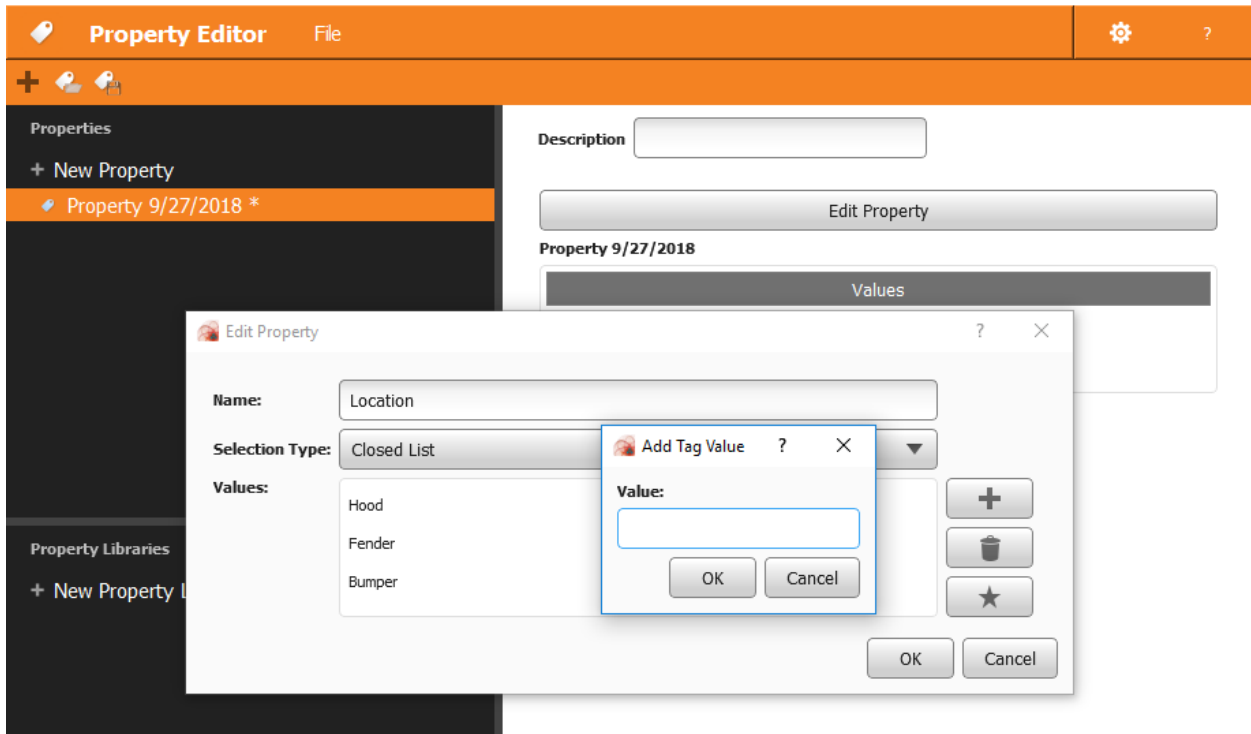 Property Editor File ?
Properties
+ New Property
Property 9/27/2018 *
Description
Edit Property
Property 9/27/2018
Values
Edit Property ? ×
Name: Location
Selection Type: Closed List
Values:
Hood
Fender
Bumper
Add Tag Value ? ×
Value:
OK Cancel
OK Cancel
Property Libraries
+ New Property L